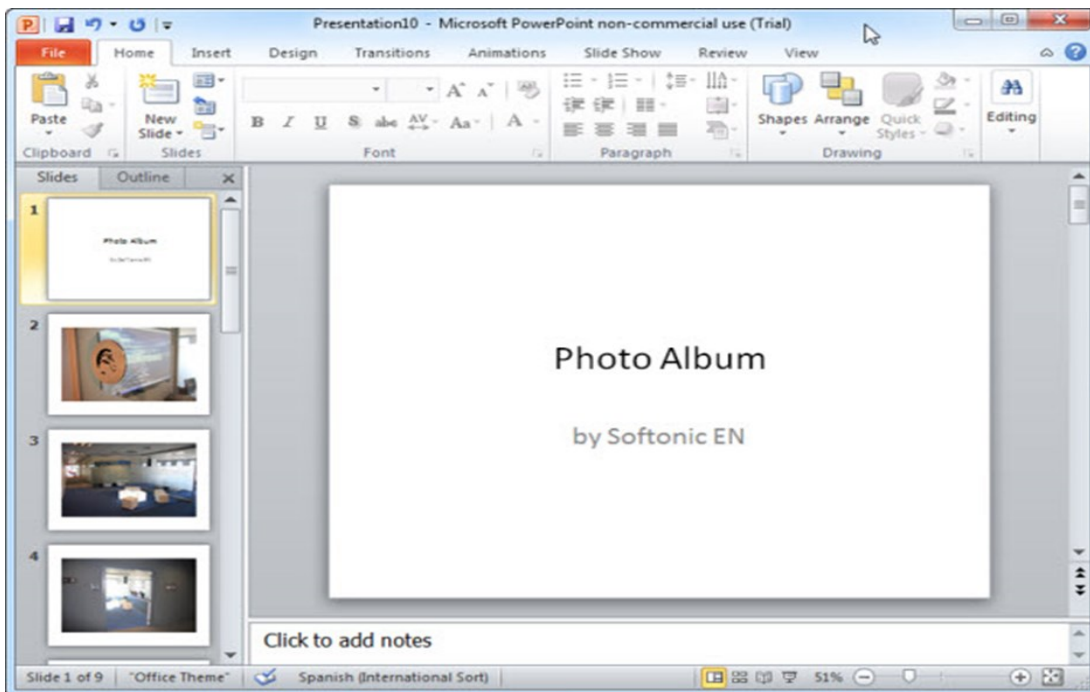 Presentation10 - Microsoft PowerPoint non-commercial use (Trial)
File Home Insert Design Transitions Animations Slide Show Review View
Paste
New Slide
Shapes Arrange Quick Styles
Editing
Clipboard Slides Font Paragraph Drawing
Slides Outline
1
Photo Album
2
3
4
Photo Album
by Softonic EN
Click to add notes
Slide 1 of 9 "Office Theme" Spanish (International Sort) 51%